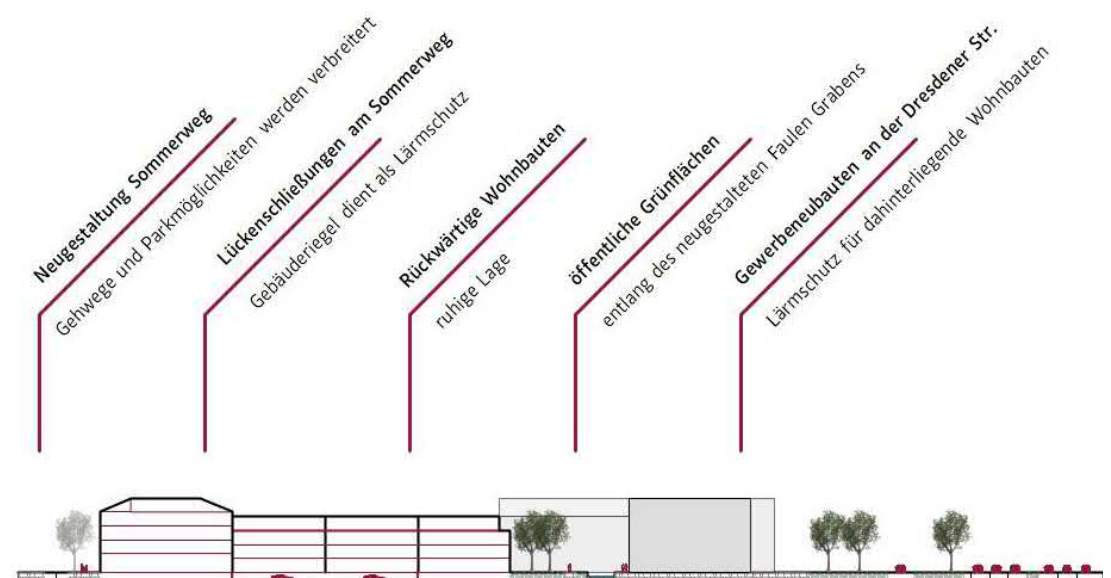 Neugestaltung Sommerweg
Gehwege und Parkmöglichkeiten werden verbreitert
Lückenschließungen am Sommerweg
Gebäuderiegel dient als Lärmschutz
Rückwärtige Wohnbauten
ruhige Lage
öffentliche Grünflächen
entlang des neugestalteten Faulen Grabens
Gewerbeneubauten an der Dresdener Str.
Lärmschutz für dahinterliegende Wohnbauten